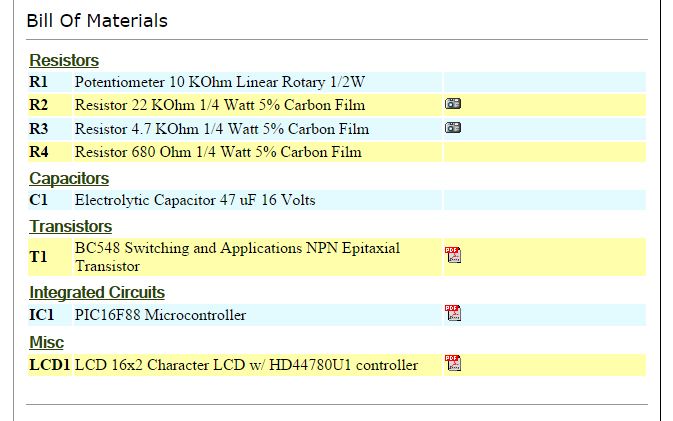 Bill Of Materials
Resistors
R1 Potentiometer 10 KOhm Linear Rotary 1/2W
R2 Resistor 22 KOhm 1/4 Watt 5% Carbon Film
R3 Resistor 4.7 KOhm 1/4 Watt 5% Carbon Film
R4 Resistor 680 Ohm 1/4 Watt 5% Carbon Film
Capacitors
C1 Electrolytic Capacitor 47 uF 16 Volts
Transistors
T1 BC548 Switching and Applications NPN Epitaxial
Transistor
Integrated Circuits
IC1 PIC16F88 Microcontroller
Misc
LCD1 LCD 16x2 Character LCD w/ HD44780U1 controller